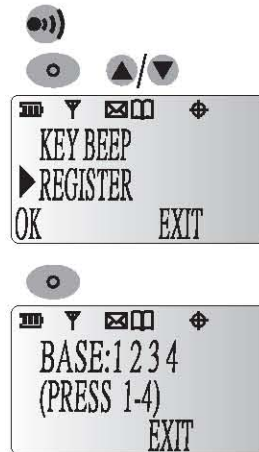 KEY BEEP
REGISTER
OK EXIT
BASE:1 2 3 4
(PRESS 1-4)
EXIT